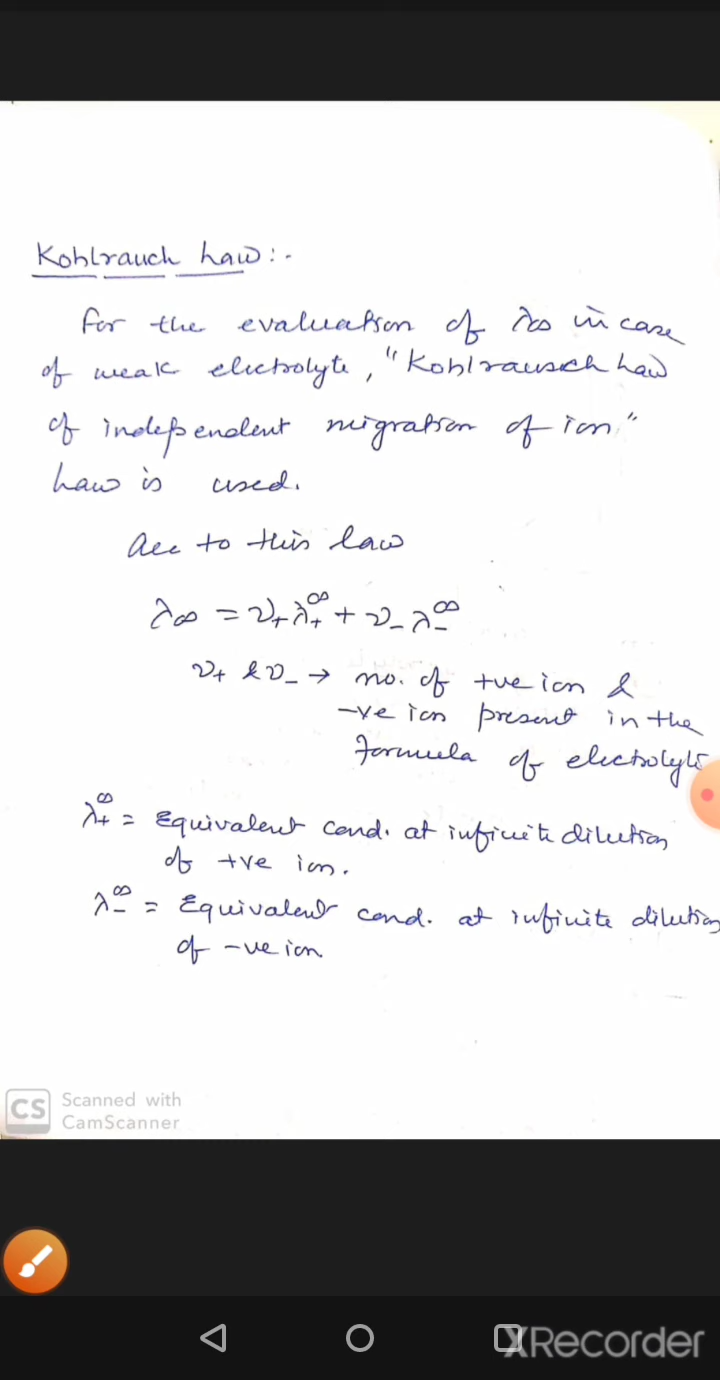 Kohlrauch Law :-
For the evaluation of λ∞ in case
of weak electrolyte, "Kohlrausch Law
of independent migration of ion"
Law is used.
Acc to this law
λ∞ = ν₊λ₊^∞ + ν₋λ₋^∞
ν₊ & ν₋ → no. of +ve ion &
-ve ion present in the
formula of electrolyte
λ₊^∞ = Equivalent cond. at infinite dilution
of +ve ion.
λ₋^∞ = Equivalent cond. at infinite dilution
of -ve ion.
CS Scanned with
CamScanner
XRecorder